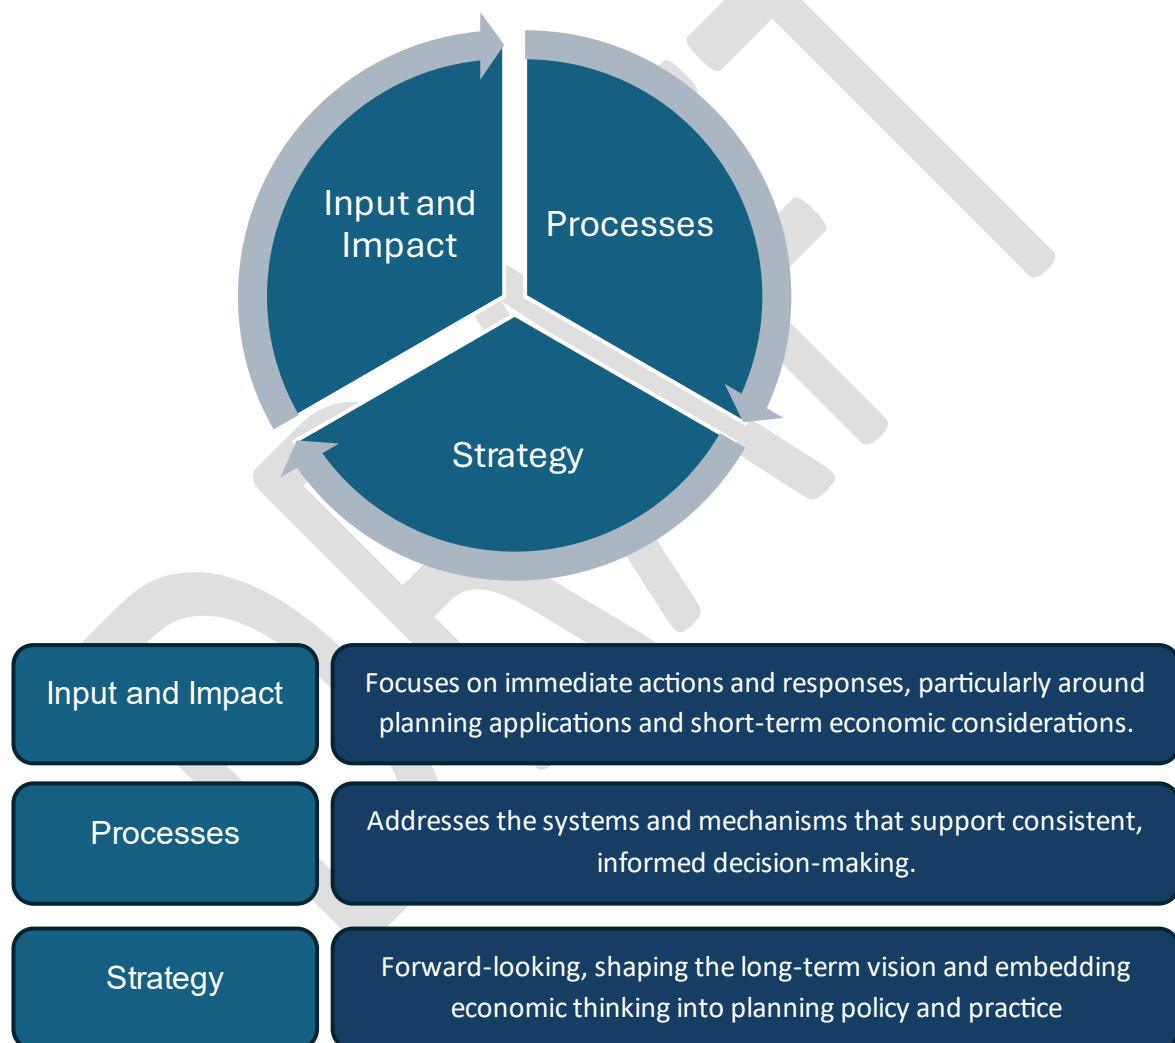 Input and
Impact
Processes
Strategy
Input and Impact
Focuses on immediate actions and responses, particularly around
planning applications and short-term economic considerations.
Processes
Addresses the systems and mechanisms that support consistent,
informed decision-making.
Strategy
Forward-looking, shaping the long-term vision and embedding
economic thinking into planning policy and practice
DRAFT